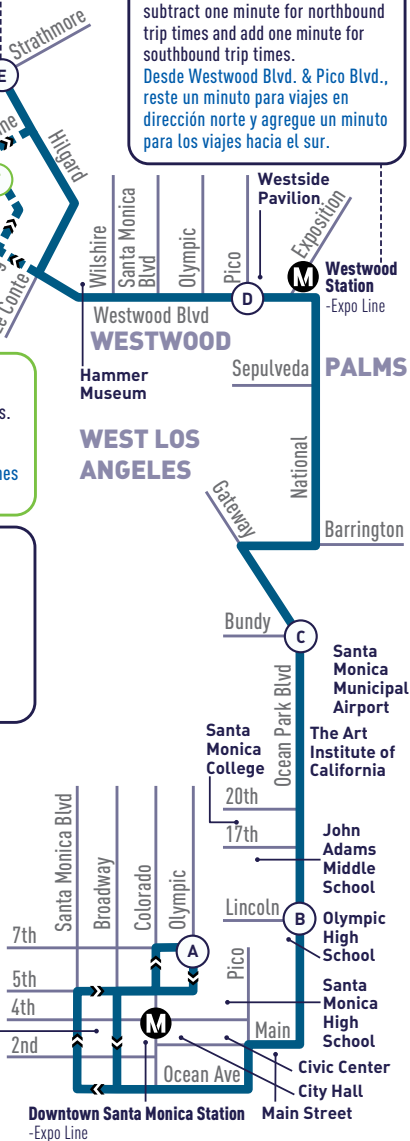 subtract one minute for northbound
trip times and add one minute for
southbound trip times.
Desde Westwood Blvd. & Pico Blvd.,
reste un minuto para viajes en
dirección norte y agregue un minuto
para los viajes hacia el sur.
Strathmore
E
Hilgard
Le Conte
Westside
Pavilion
Wilshire
Santa Monica
Blvd
Olympic
Pico
Exposition
M
Westwood
Station
-Expo Line
D
Westwood Blvd
WESTWOOD
Hammer
Museum
Sepulveda
PALMS
WEST LOS
ANGELES
National
Gateway
Barrington
Bundy
C
Santa
Monica
Municipal
Airport
Ocean Park Blvd
Santa
Monica
College
The Art
Institute of
California
20th
17th
John
Adams
Middle
School
Lincoln
B
Olympic
High
School
Santa Monica Blvd
Broadway
Colorado
Olympic
7th
A
Pico
5th
4th
2nd
M
Santa
Monica
High
School
Main
Civic Center
City Hall
Main Street
Ocean Ave
Downtown Santa Monica Station
-Expo Line